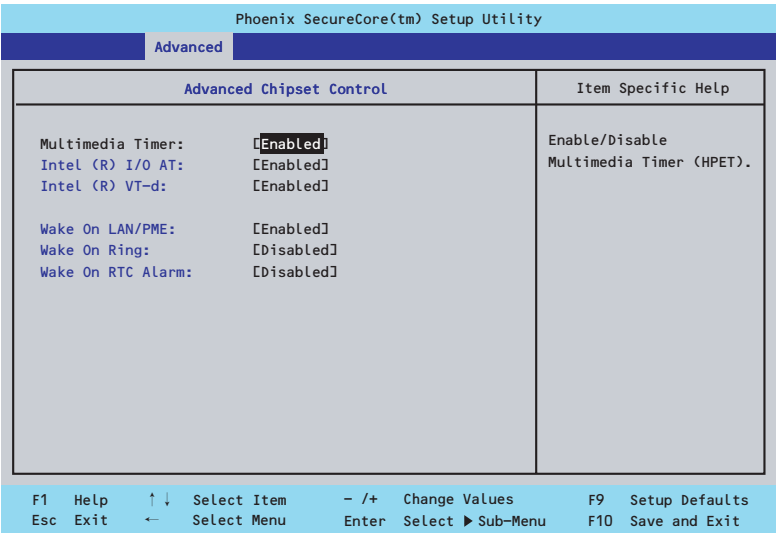 Phoenix SecureCore(tm) Setup Utility
Advanced
Advanced Chipset Control
Item Specific Help
Multimedia Timer: [Enabled]
Intel (R) I/O AT: [Enabled]
Intel (R) VT-d: [Enabled]
Wake On LAN/PME: [Enabled]
Wake On Ring: [Disabled]
Wake On RTC Alarm: [Disabled]
Enable/Disable
Multimedia Timer (HPET).
F1 Help ↑↓ Select Item - /+ Change Values F9 Setup Defaults
Esc Exit ← Select Menu Enter Select ▶ Sub-Menu F10 Save and Exit